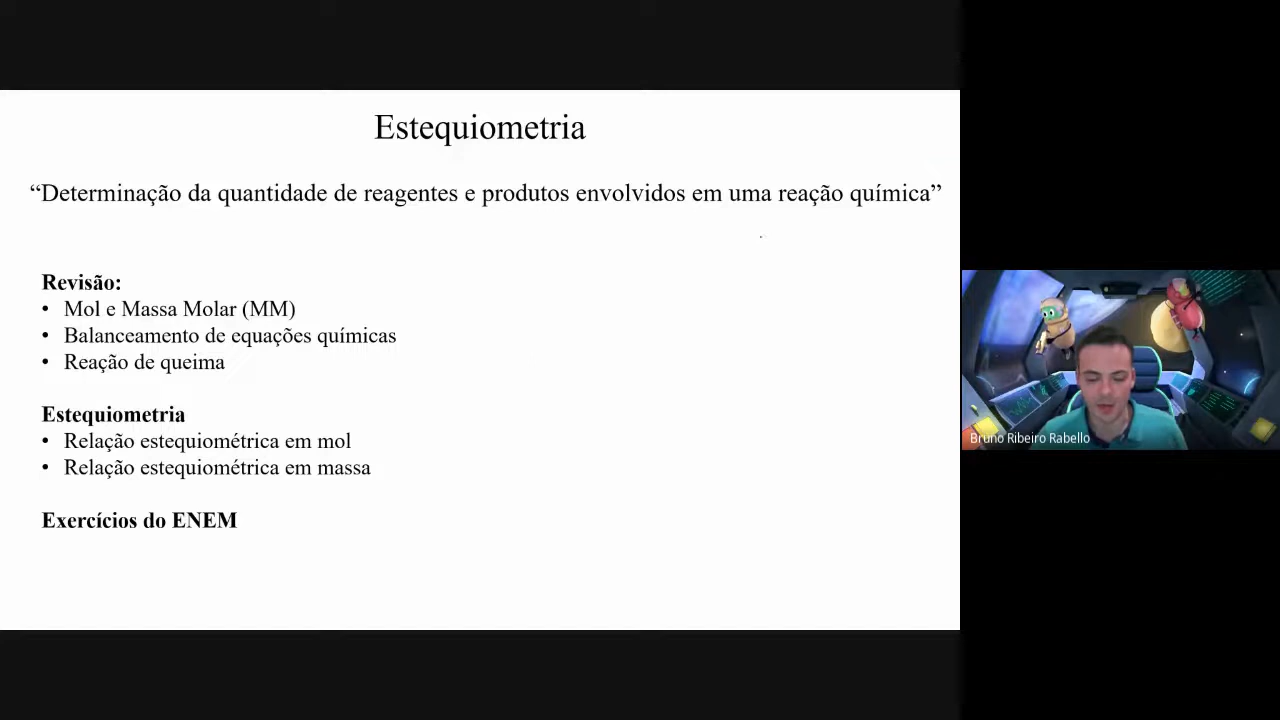 Estequiometria
“Determinação da quantidade de reagentes e produtos envolvidos em uma reação química”
Revisão:
• Mol e Massa Molar (MM)
• Balanceamento de equações químicas
• Reação de queima
Estequiometria
• Relação estequiométrica em mol
• Relação estequiométrica em massa
Exercícios do ENEM
Bruno Ribeiro Rabello